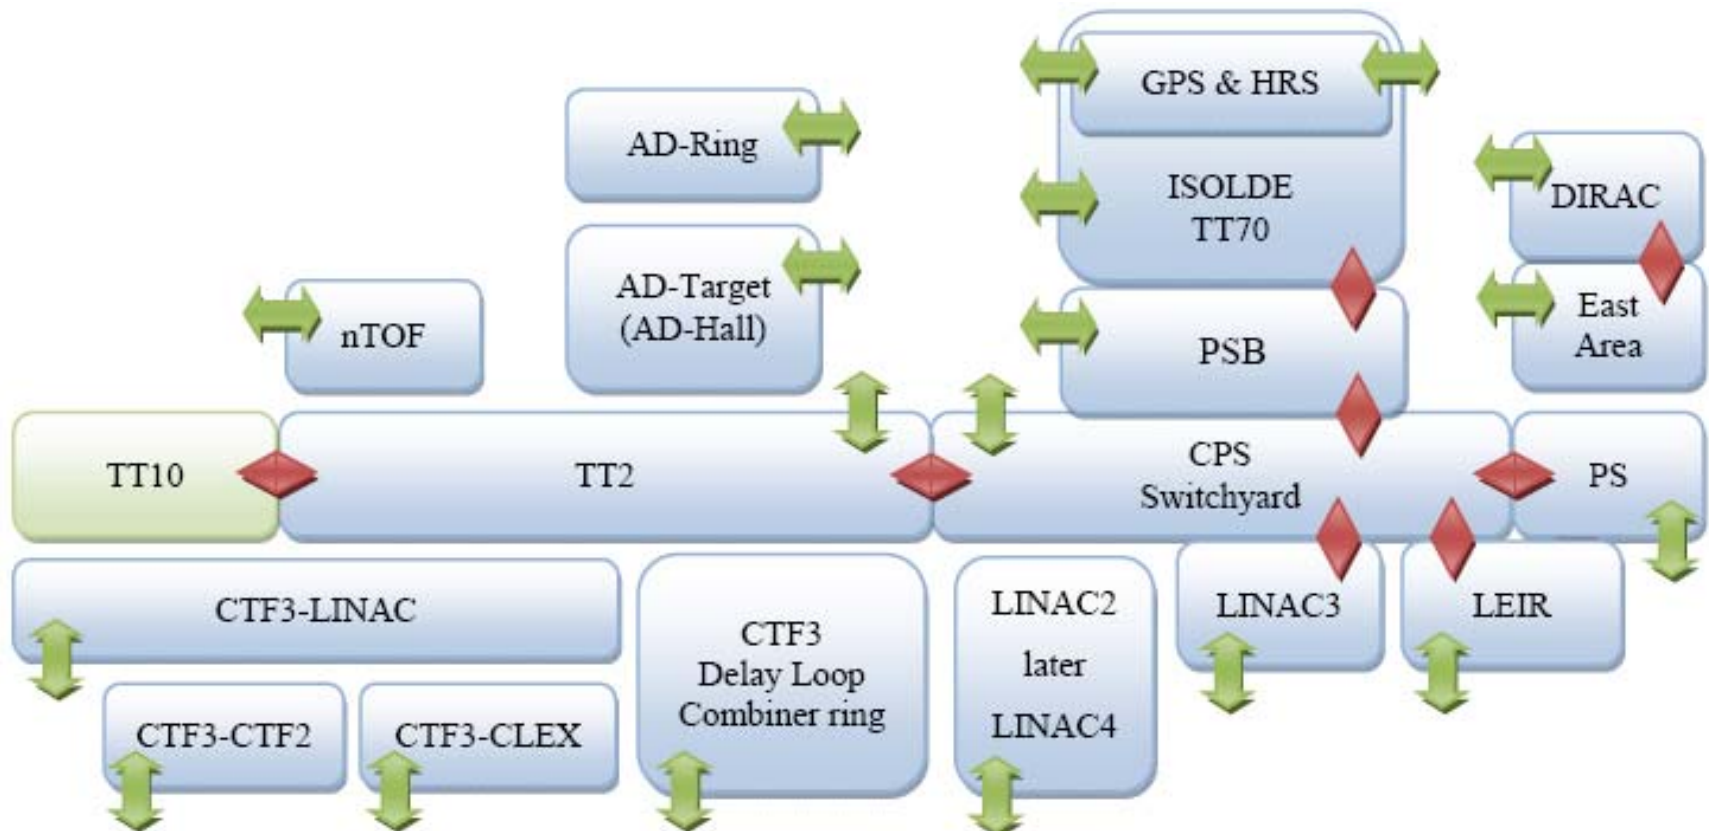 GPS & HRS
AD-Ring
ISOLDE
TT70
DIRAC
AD-Target
(AD-Hall)
nTOF
PSB
East
Area
TT10
TT2
CPS
Switchyard
PS
CTF3-LINAC
CTF3
Delay Loop
Combiner ring
LINAC2
later
LINAC4
LINAC3
LEIR
CTF3-CTF2
CTF3-CLEX